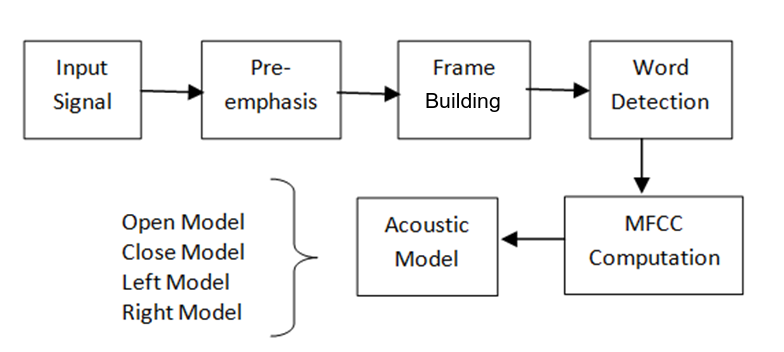 Input
Signal
Pre-
emphasis
Frame
Building
Word
Detection
MFCC
Computation
Acoustic
Model
Open Model
Close Model
Left Model
Right Model